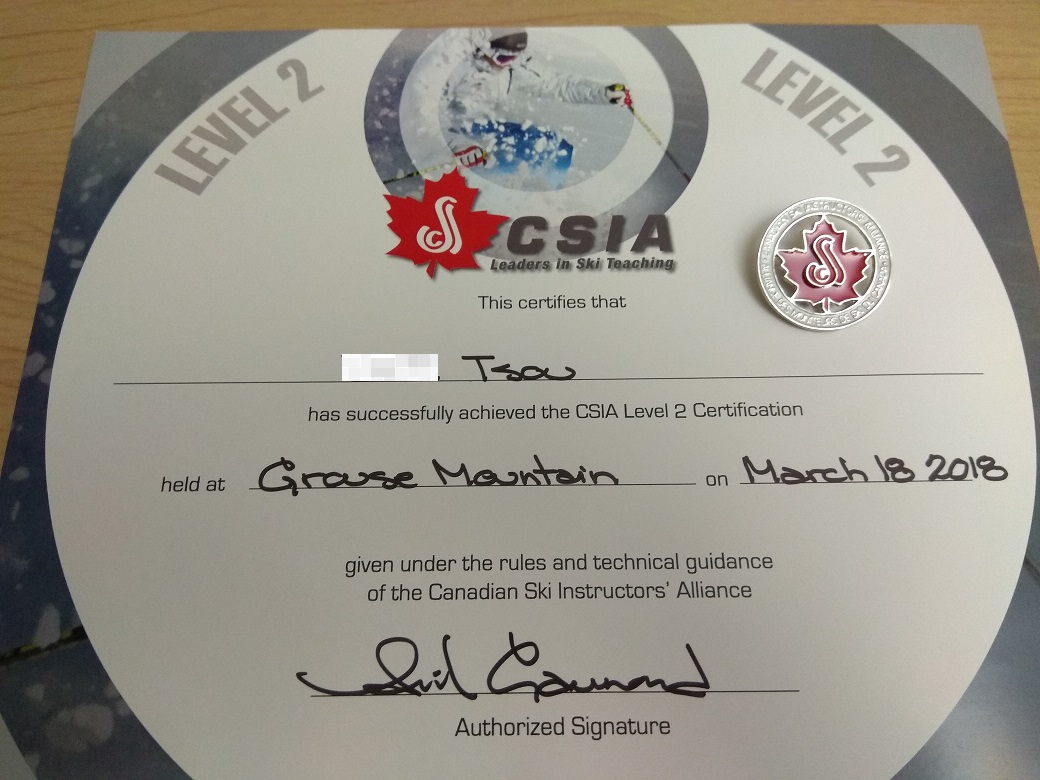 LEVEL 2
LEVEL 2
CSIA
Leaders in Ski Teaching
This certifies that
Tsou
has successfully achieved the CSIA Level 2 Certification
held at Grouse Mountain on March 18 2018
given under the rules and technical guidance
of the Canadian Ski Instructors' Alliance
Authorized Signature